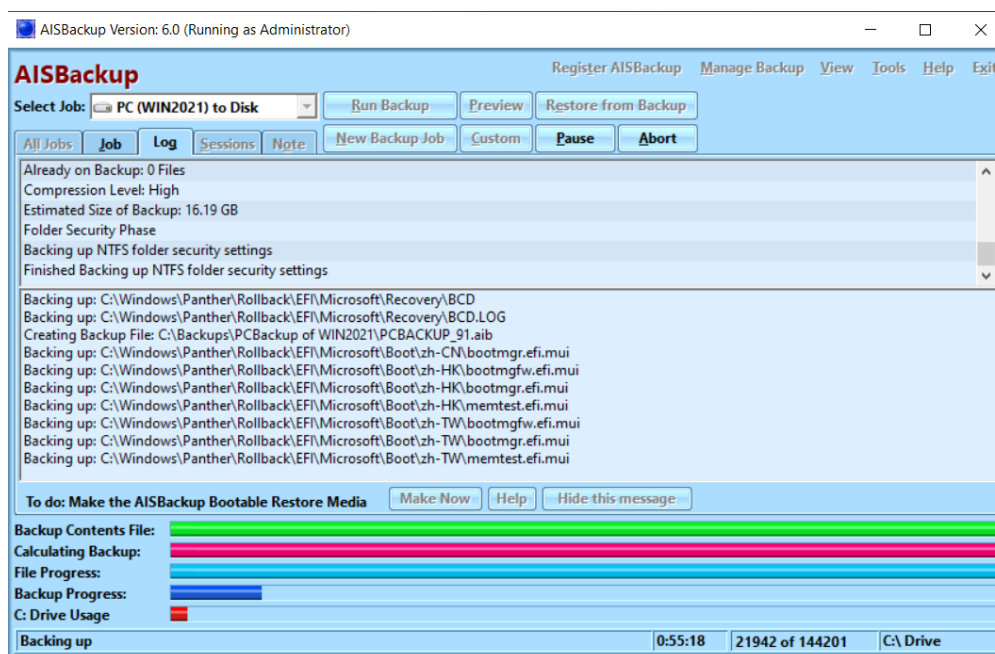 AISBackup Version: 6.0 (Running as Administrator)
AISBackup
Register AISBackup Manage Backup View Tools Help Exit
Select Job: PC (WIN2021) to Disk Run Backup Preview Restore from Backup
All Jobs Job Log Sessions Note New Backup Job Custom Pause Abort
Already on Backup: 0 Files
Compression Level: High
Estimated Size of Backup: 16.19 GB
Folder Security Phase
Backing up NTFS folder security settings
Finished Backing up NTFS folder security settings
Backing up: C:\Windows\Panther\Rollback\EFI\Microsoft\Recovery\BCD
Backing up: C:\Windows\Panther\Rollback\EFI\Microsoft\Recovery\BCD.LOG
Creating Backup File: C:\Backups\PCBackup of WIN2021\PCBACKUP_91.aib
Backing up: C:\Windows\Panther\Rollback\EFI\Microsoft\Boot\zh-CN\bootmgr.efi.mui
Backing up: C:\Windows\Panther\Rollback\EFI\Microsoft\Boot\zh-HK\bootmgfw.efi.mui
Backing up: C:\Windows\Panther\Rollback\EFI\Microsoft\Boot\zh-HK\bootmgr.efi.mui
Backing up: C:\Windows\Panther\Rollback\EFI\Microsoft\Boot\zh-HK\memtest.efi.mui
Backing up: C:\Windows\Panther\Rollback\EFI\Microsoft\Boot\zh-TW\bootmgfw.efi.mui
Backing up: C:\Windows\Panther\Rollback\EFI\Microsoft\Boot\zh-TW\bootmgr.efi.mui
Backing up: C:\Windows\Panther\Rollback\EFI\Microsoft\Boot\zh-TW\memtest.efi.mui
To do: Make the AISBackup Bootable Restore Media Make Now Help Hide this message
Backup Contents File:
Calculating Backup:
File Progress:
Backup Progress:
C: Drive Usage
Backing up 0:55:18 21942 of 144201 C:\ Drive